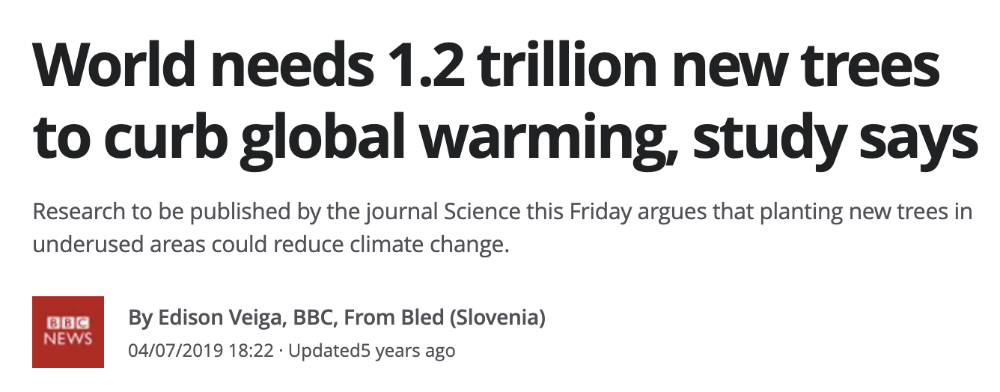 World needs 1.2 trillion new trees
to curb global warming, study says
Research to be published by the journal Science this Friday argues that planting new trees in
underused areas could reduce climate change.
BBC
NEWS
By Edison Veiga, BBC, From Bled (Slovenia)
04/07/2019 18:22 · Updated5 years ago